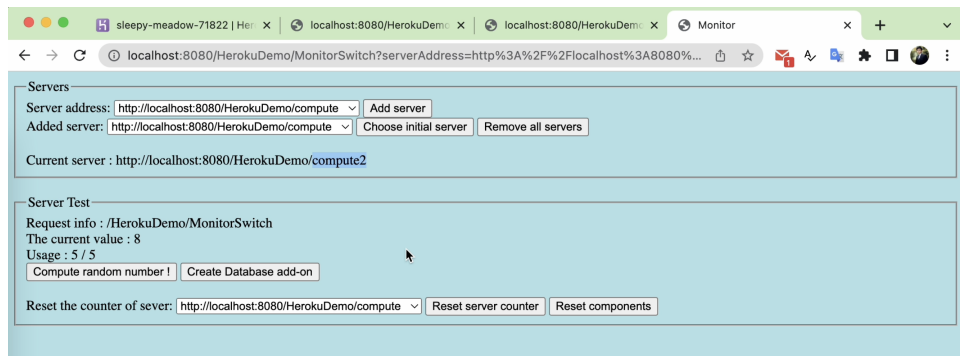 sleepy-meadow-71822 | Her
localhost:8080/HerokuDemo
localhost:8080/HerokuDemo
Monitor
localhost:8080/HerokuDemo/MonitorSwitch?serverAddress=http%3A%2F%2Flocalhost%3A8080%...
1
Servers
Server address: http://localhost:8080/HerokuDemo/compute Add server
Added server: http://localhost:8080/HerokuDemo/compute Choose initial server Remove all servers
Current server : http://localhost:8080/HerokuDemo/compute2
Server Test
Request info : /HerokuDemo/MonitorSwitch
The current value : 8
Usage : 5 / 5
Compute random number ! Create Database add-on
Reset the counter of sever: http://localhost:8080/HerokuDemo/compute Reset server counter Reset components